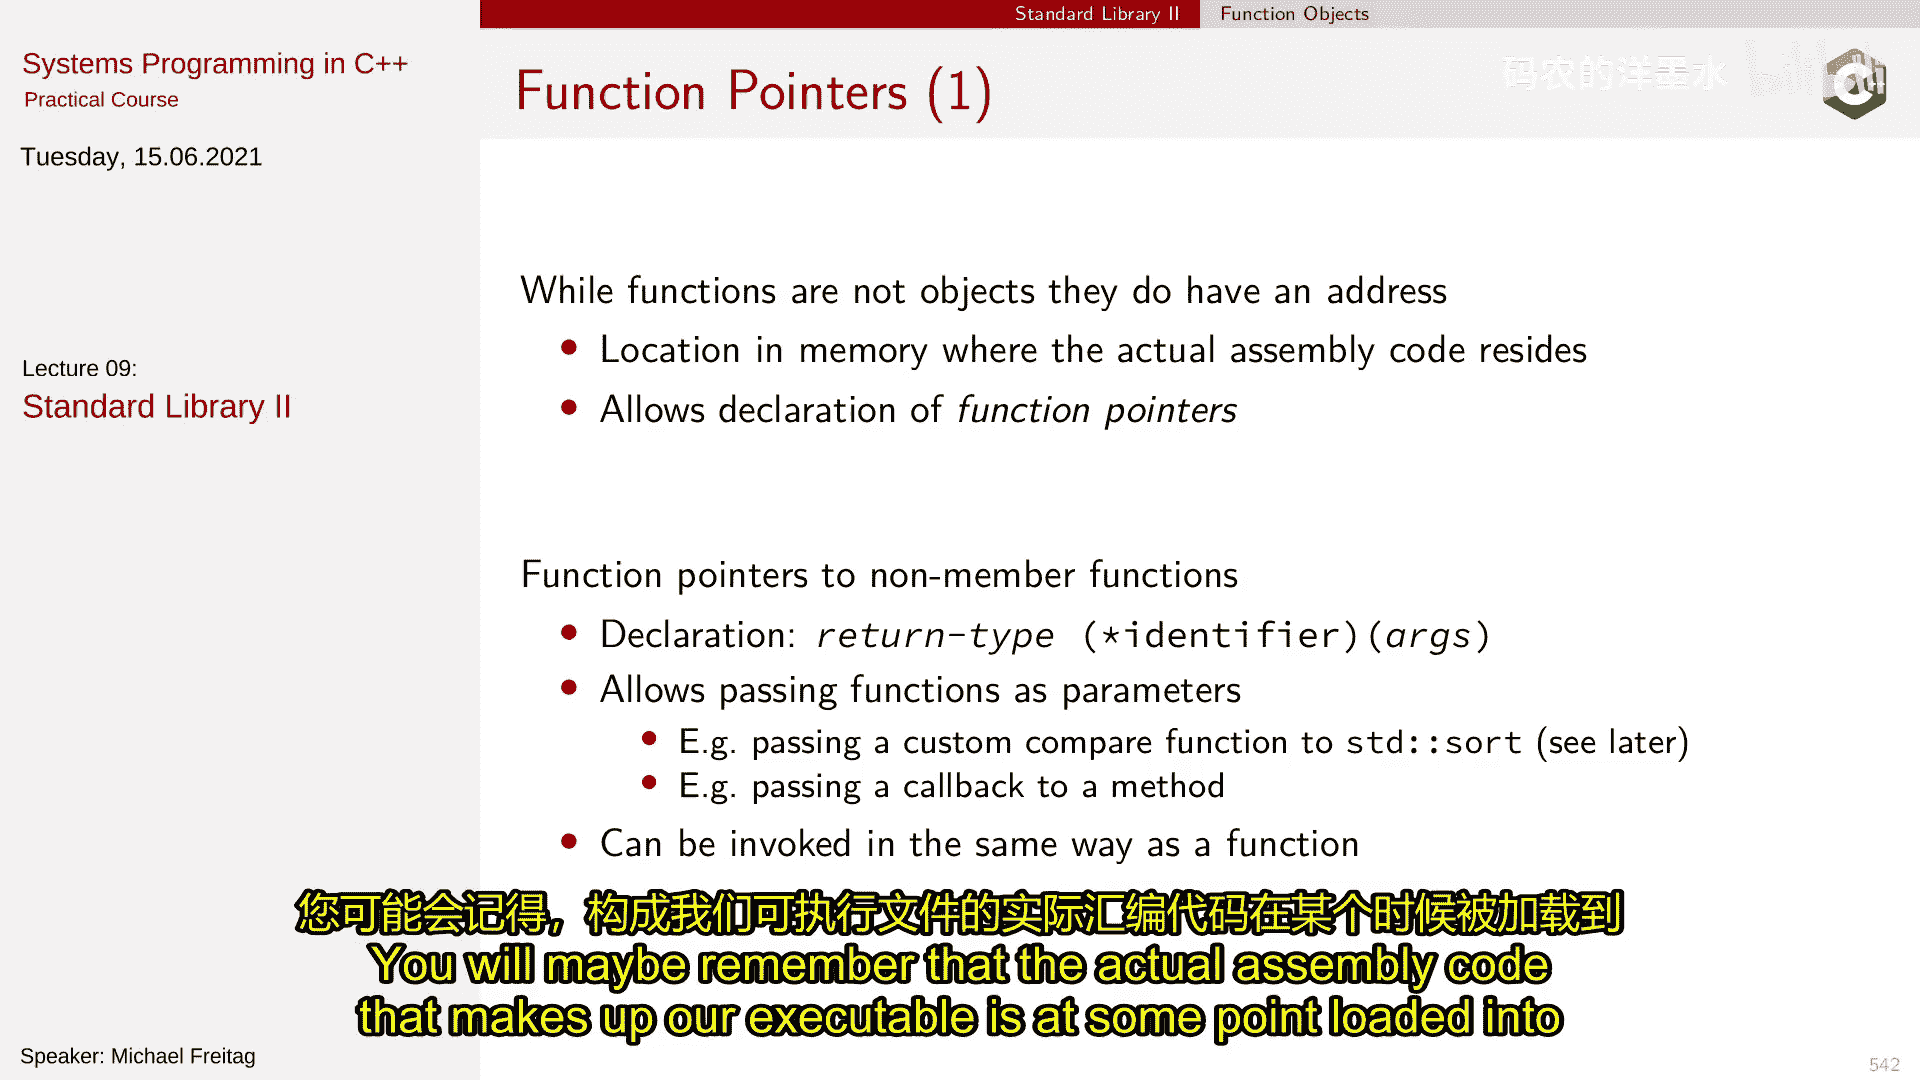 Standard Library II
Function Objects
Systems Programming in C++
Practical Course
Tuesday, 15.06.2021
Lecture 09:
Standard Library II
Function Pointers (1)
码农的洋墨水
While functions are not objects they do have an address
• Location in memory where the actual assembly code resides
• Allows declaration of function pointers
Function pointers to non-member functions
• Declaration: return-type (*identifier)(args)
• Allows passing functions as parameters
• E.g. passing a custom compare function to std::sort (see later)
• E.g. passing a callback to a method
• Can be invoked in the same way as a function
您可能会记得，构成我们可执行文件的实际汇编代码在某个时候被加载到
You will maybe remember that the actual assembly code
that makes up our executable is at some point loaded into
Speaker: Michael Freitag
542